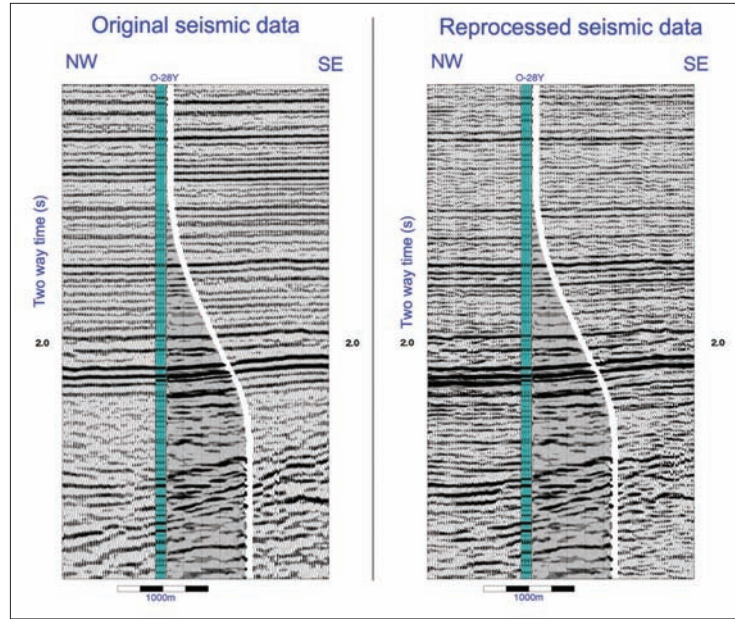 Original seismic data
NW
SE
O-28Y
Two way time (s)
2.0
2.0
1000m
Reprocessed seismic data
NW
SE
O-28Y
Two way time (s)
2.0
2.0
1000m